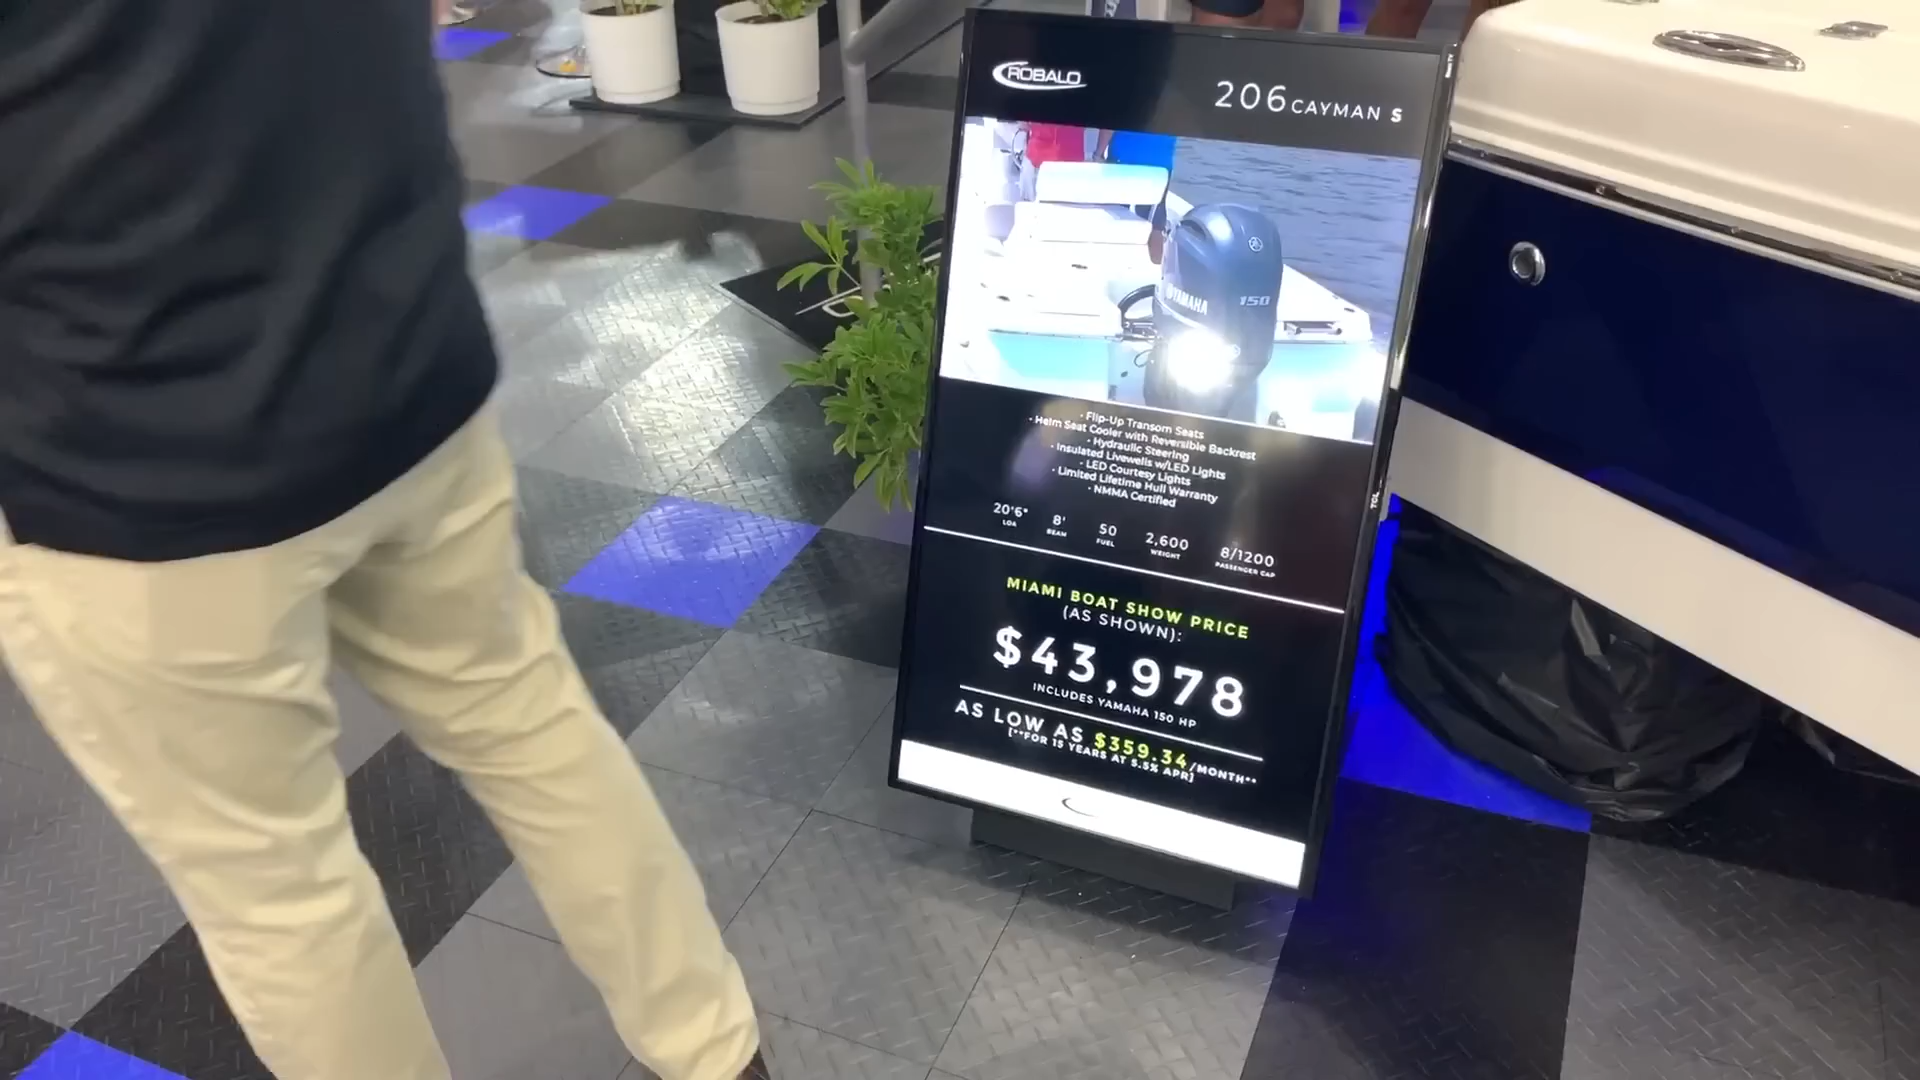 ROBALO
206 CAYMAN S
YAMAHA
150
· Flip-Up Transom Seats
· Helm Seat Cooler with Reversible Backrest
· Hydraulic Steering
· Insulated Livewells w/LED Lights
· LED Courtesy Lights
· Limited Lifetime Hull Warranty
· NMMA Certified
20'6" 8' 50 2,600 8/1200
LOA BEAM FUEL WEIGHT PASSENGER CAP
MIAMI BOAT SHOW PRICE
(AS SHOWN):
$43,978
INCLUDES YAMAHA 150 HP
AS LOW AS $359.34/MONTH**
[**FOR 15 YEARS AT 5.5% APR]
TCL